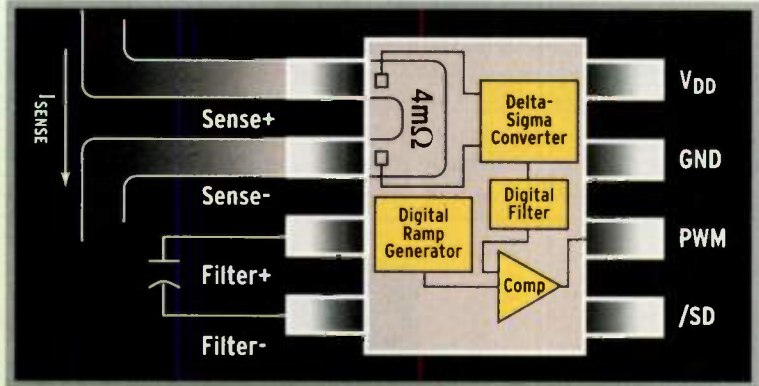 ISENSE
Sense+
Sense-
Filter+
Filter-
4mΩ
Delta-
Sigma
Converter
Digital
Filter
Digital
Ramp
Generator
Comp
VDD
GND
PWM
/SD